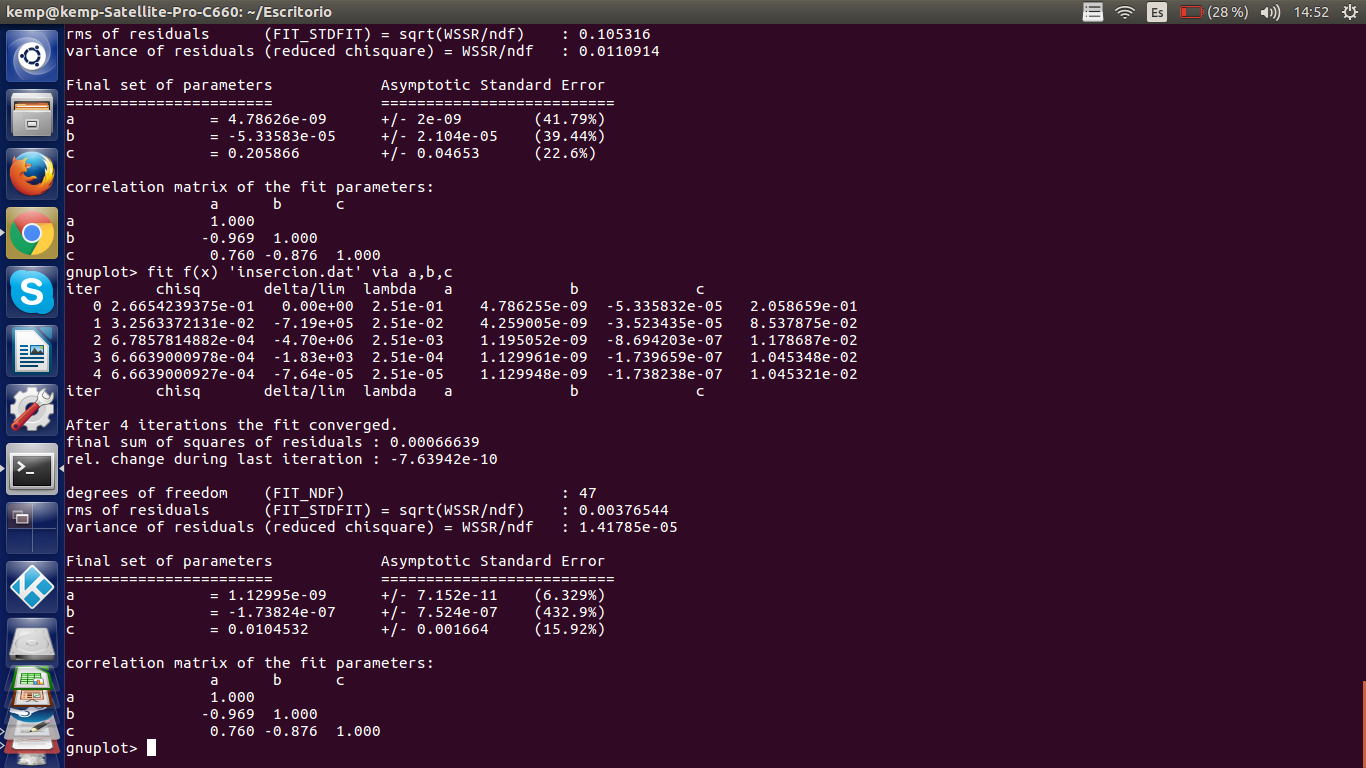 kemp@kemp-Satellite-Pro-C660: ~/Escritorio
Es (28 %) 14:52
rms of residuals      (FIT_STDFIT) = sqrt(WSSR/ndf)    : 0.105316
variance of residuals (reduced chisquare) = WSSR/ndf   : 0.0110914
Final set of parameters            Asymptotic Standard Error
=======================            ==========================
a               = 4.78626e-09      +/- 2e-09        (41.79%)
b               = -5.33583e-05     +/- 2.104e-05    (39.44%)
c               = 0.205866         +/- 0.04653      (22.6%)
correlation matrix of the fit parameters:
                a      b      c
a               1.000
b              -0.969  1.000
c               0.760 -0.876  1.000
gnuplot> fit f(x) 'insercion.dat' via a,b,c
iter      chisq       delta/lim  lambda   a             b             c
   0 2.6654239375e-01   0.00e+00  2.51e-01    4.786255e-09  -5.335832e-05   2.058659e-01
   1 3.2563372131e-02  -7.19e+05  2.51e-02    4.259005e-09  -3.523435e-05   8.537875e-02
   2 6.7857814882e-04  -4.70e+06  2.51e-03    1.195052e-09  -8.694203e-07   1.178687e-02
   3 6.6639000978e-04  -1.83e+03  2.51e-04    1.129961e-09  -1.739659e-07   1.045348e-02
   4 6.6639000927e-04  -7.64e-05  2.51e-05    1.129948e-09  -1.738238e-07   1.045321e-02
iter      chisq       delta/lim  lambda   a             b             c
After 4 iterations the fit converged.
final sum of squares of residuals : 0.00066639
rel. change during last iteration : -7.63942e-10
degrees of freedom    (FIT_NDF)                        : 47
rms of residuals      (FIT_STDFIT) = sqrt(WSSR/ndf)    : 0.00376544
variance of residuals (reduced chisquare) = WSSR/ndf   : 1.41785e-05
Final set of parameters            Asymptotic Standard Error
=======================            ==========================
a               = 1.12995e-09      +/- 7.152e-11    (6.329%)
b               = -1.73824e-07     +/- 7.524e-07    (432.9%)
c               = 0.0104532        +/- 0.001664     (15.92%)
correlation matrix of the fit parameters:
                a      b      c
a               1.000
b              -0.969  1.000
c               0.760 -0.876  1.000
gnuplot>